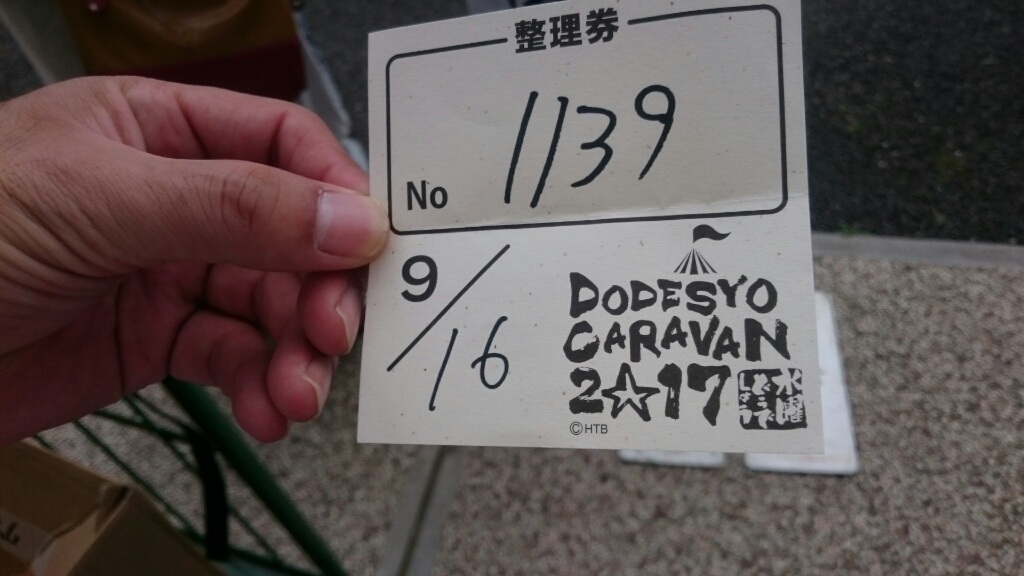 整理券
No 1139
9/16
DODESYO
CARAVAN
2☆17
水曜
どうでしょう
©HTB